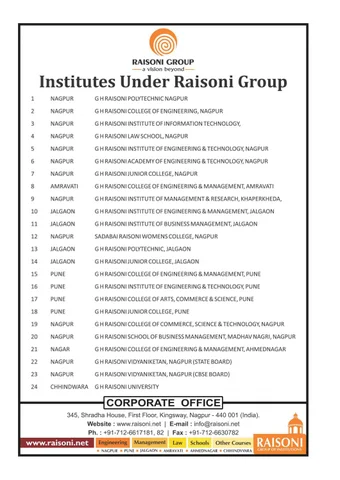 RAISONI GROUP
a vision beyond
Institutes Under Raisoni Group
1 NAGPUR G H RAISONI POLYTECHNIC NAGPUR
2 NAGPUR G H RAISONI COLLEGE OF ENGINEERING, NAGPUR
3 NAGPUR G H RAISONI INSTITUTE OF INFORMATION TECHNOLOGY,
4 NAGPUR G H RAISONI LAW SCHOOL, NAGPUR
5 NAGPUR G H RAISONI INSTITUTE OF ENGINEERING & TECHNOLOGY, NAGPUR
6 NAGPUR G H RAISONI ACADEMY OF ENGINEERING & TECHNOLOGY, NAGPUR
7 NAGPUR G H RAISONI JUNIOR COLLEGE, NAGPUR
8 AMRAVATI G H RAISONI COLLEGE OF ENGINEERING & MANAGEMENT, AMRAVATI
9 NAGPUR G H RAISONI INSTITUTE OF MANAGEMENT & RESEARCH, KHAPERKHEDA,
10 JALGAON G H RAISONI INSTITUTE OF ENGINEERING & MANAGEMENT, JALGAON
11 JALGAON G H RAISONI INSTITUTE OF BUSINESS MANAGEMENT, JALGAON
12 NAGPUR SADABAI RAISONI WOMENS COLLEGE, NAGPUR
13 JALGAON G H RAISONI POLYTECHNIC, JALGAON
14 JALGAON G H RAISONI JUNIOR COLLEGE, JALGAON
15 PUNE G H RAISONI COLLEGE OF ENGINEERING & MANAGEMENT, PUNE
16 PUNE G H RAISONI INSTITUTE OF ENGINEERING & TECHNOLOGY, PUNE
17 PUNE G H RAISONI COLLEGE OF ARTS, COMMERCE & SCIENCE, PUNE
18 PUNE G H RAISONI JUNIOR COLLEGE, PUNE
19 NAGPUR G H RAISONI COLLEGE OF COMMERCE, SCIENCE & TECHNOLOGY, NAGPUR
20 NAGPUR G H RAISONI SCHOOL OF BUSINESS MANAGEMENT, MADHAV NAGRI, NAGPUR
21 NAGAR G H RAISONI COLLEGE OF ENGINEERING & MANAGEMENT, AHMEDNAGAR
22 NAGPUR G H RAISONI VIDYANIKETAN, NAGPUR (STATE BOARD)
23 NAGPUR G H RAISONI VIDYANIKETAN, NAGPUR (CBSE BOARD)
24 CHHINDWARA G H RAISONI UNIVERSITY
CORPORATE OFFICE
345, Shradha House, First Floor, Kingsway, Nagpur - 440 001 (India).
Website : www.raisoni.net | E-mail : info@raisoni.net
Ph. : +91-712-6617181, 82 | Fax : +91-712-6630782
www.raisoni.net Engineering Management Law Schools Other Courses RAISONI
NAGPUR PUNE JALGAON AMRAVATI AHMEDNAGAR CHHINDWARA